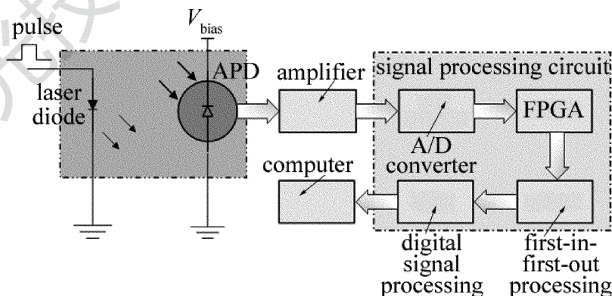 pulse
V_bias
APD
laser
diode
amplifier
signal processing circuit
FPGA
A/D
converter
computer
digital
signal
processing
first-in-
first-out
processing